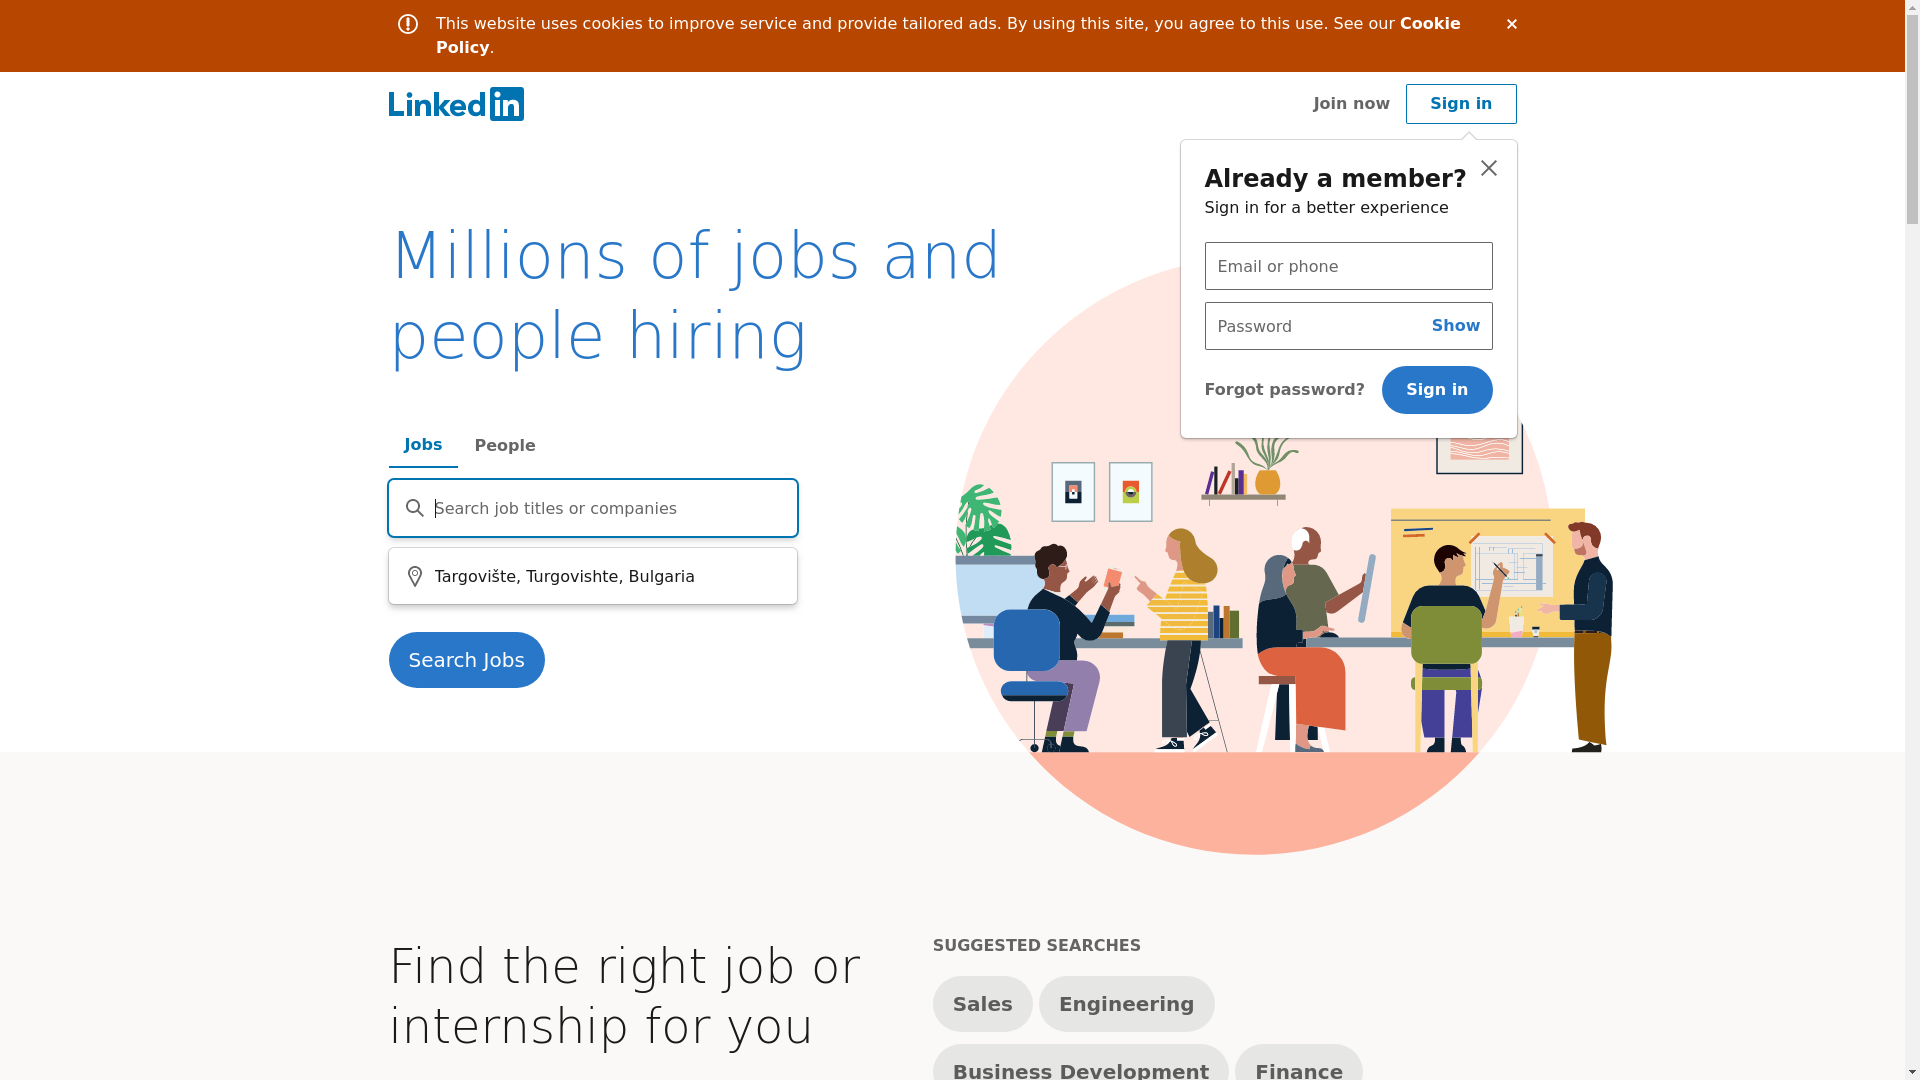 This website uses cookies to improve service and provide tailored ads. By using this site, you agree to this use. See our Cookie
Policy.
Linked in
Join now
Sign in
Already a member?
Sign in for a better experience
Email or phone
Password
Show
Forgot password?
Sign in
Millions of jobs and
people hiring
Jobs
People
Search job titles or companies
Targovište, Turgovishte, Bulgaria
Search Jobs
Find the right job or
internship for you
SUGGESTED SEARCHES
Sales
Engineering
Business Development
Finance